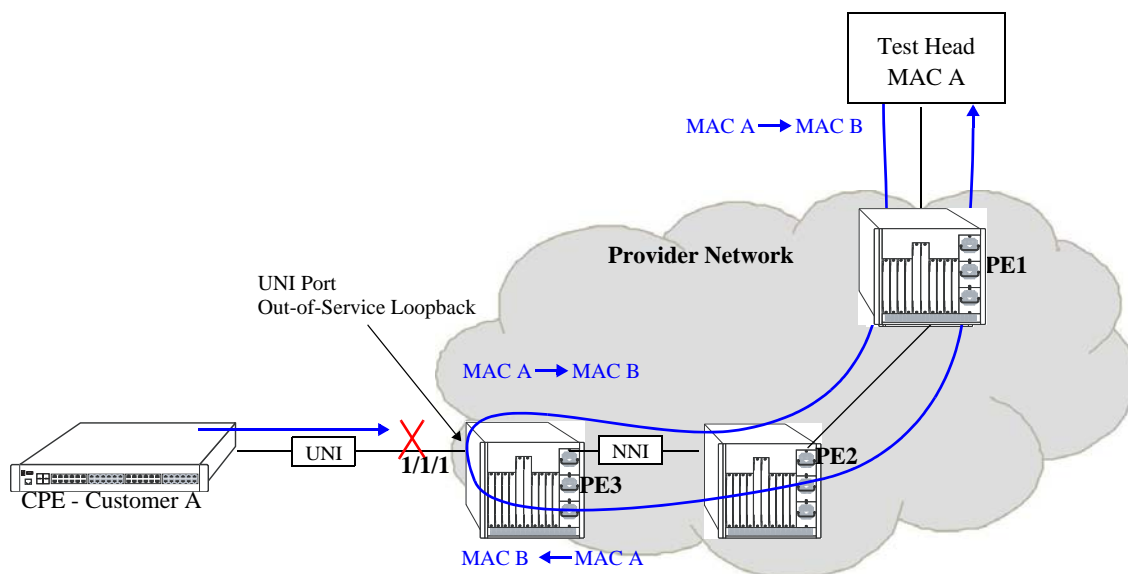 Test Head
MAC A
MAC A MAC B
Provider Network
PE1
UNI Port
Out-of-Service Loopback
MAC A MAC B
UNI
1/1/1
NNI
PE2
PE3
CPE - Customer A
MAC B MAC A